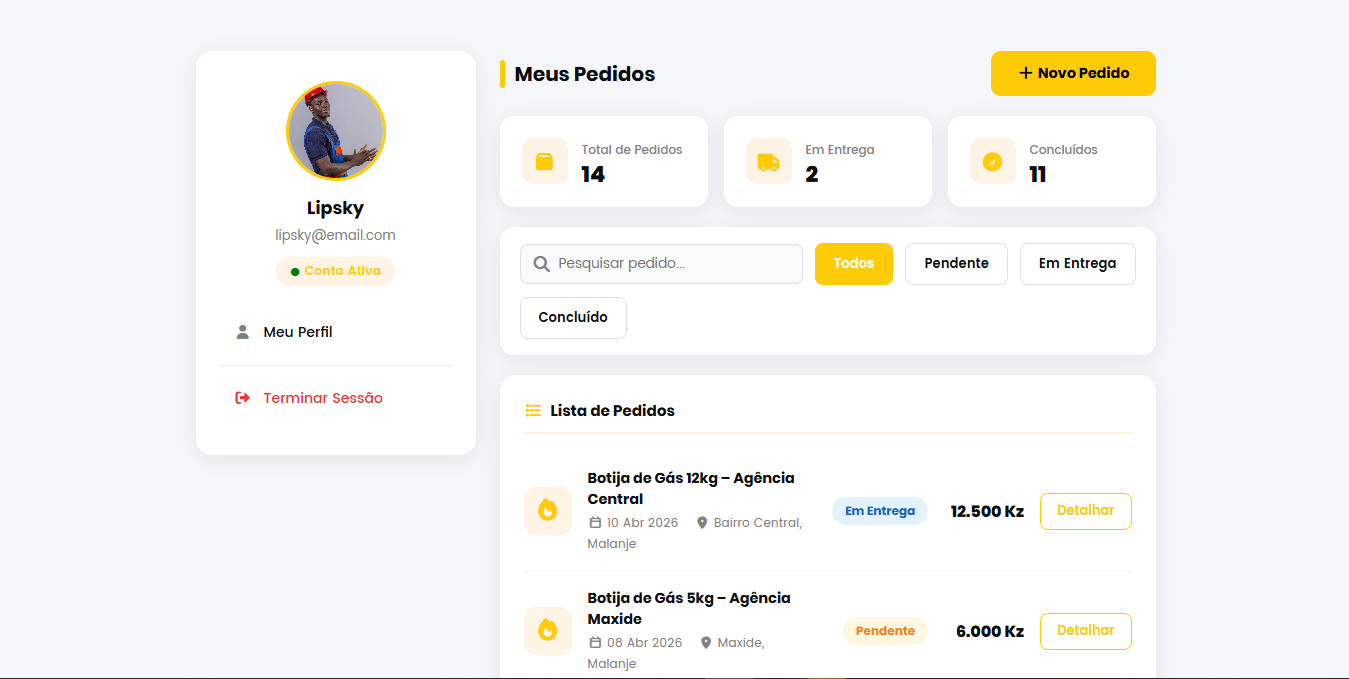 Lipsky
lipsky@email.com
Conta Ativa
Meu Perfil
Terminar Sessão
Meus Pedidos
Novo Pedido
Total de Pedidos
14
Em Entrega
2
Concluídos
11
Pesquisar pedido...
Todos
Pendente
Em Entrega
Concluído
Lista de Pedidos
Botija de Gás 12kg – Agência
Central
10 Abr 2026 Bairro Central,
Malanje
Em Entrega
12.500 Kz
Detalhar
Botija de Gás 5kg – Agência
Maxide
08 Abr 2026 Maxide,
Malanje
Pendente
6.000 Kz
Detalhar